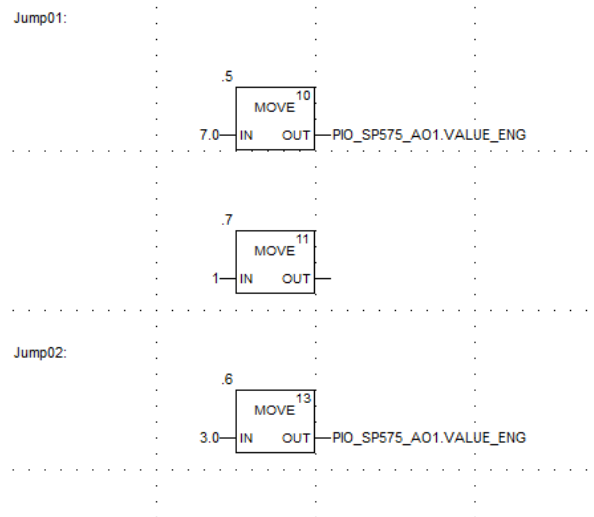 Jump01:
.5
10
MOVE
7.0 IN OUT PIO_SP575_AO1.VALUE_ENG
.7
11
MOVE
1 IN OUT
Jump02:
.6
13
MOVE
3.0 IN OUT PIO_SP575_AO1.VALUE_ENG